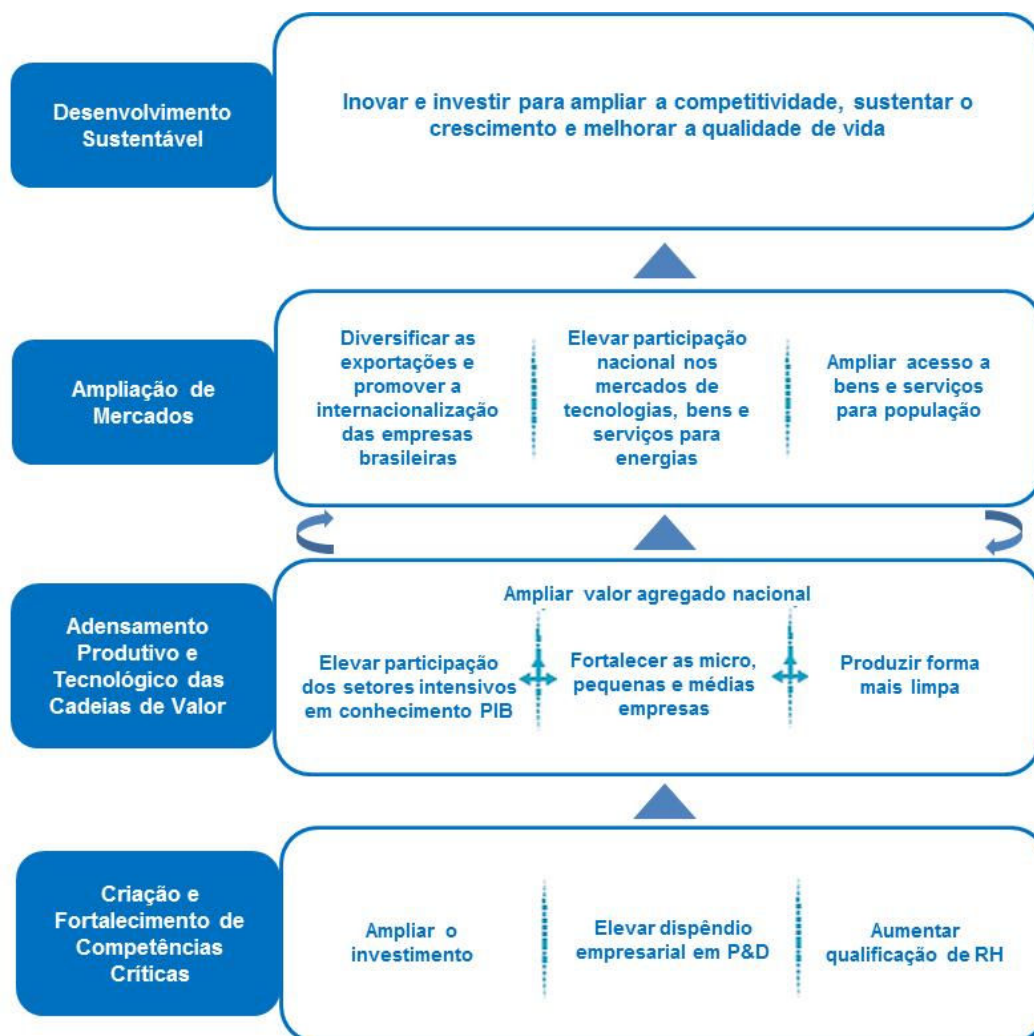 Desenvolvimento
Sustentável
Inovar e investir para ampliar a competitividade, sustentar o
crescimento e melhorar a qualidade de vida
Ampliação de
Mercados
Diversificar as
exportações e
promover a
internacionalização
das empresas
brasileiras
Elevar participação
nacional nos
mercados de
tecnologias, bens e
serviços para
energias
Ampliar acesso a
bens e serviços
para população
Adensamento
Produtivo e
Tecnológico das
Cadeias de Valor
Ampliar valor agregado nacional
Elevar participação
dos setores intensivos
em conhecimento PIB
Fortalecer as micro,
pequenas e médias
empresas
Produzir forma
mais limpa
Criação e
Fortalecimento de
Competências
Críticas
Ampliar o
investimento
Elevar dispêndio
empresarial em P&D
Aumentar
qualificação de RH